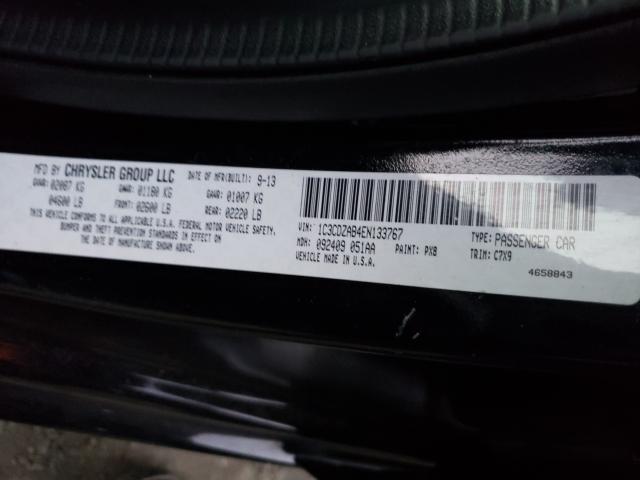 MFD BY CHRYSLER GROUP LLC
DATE OF MFR(BUILT): 9-13
GVWR: 02087 KG
GAWR: 01180 KG
GAWR: 01007 KG
04600 LB
FRONT: 02600 LB
REAR: 02220 LB
THIS VEHICLE CONFORMS TO ALL APPLICABLE U.S.A. FEDERAL MOTOR VEHICLE SAFETY,
BUMPER AND THEFT PREVENTION STANDARDS IN EFFECT ON THE DATE OF MANUFACTURE SHOWN ABOVE.
VIN: 1C3CDZAB4EN133767
TYPE: PASSENGER CAR
MDH: 092409 051AA
PAINT: PX8
TRIM: C7X9
VEHICLE MADE IN U.S.A.
4658843